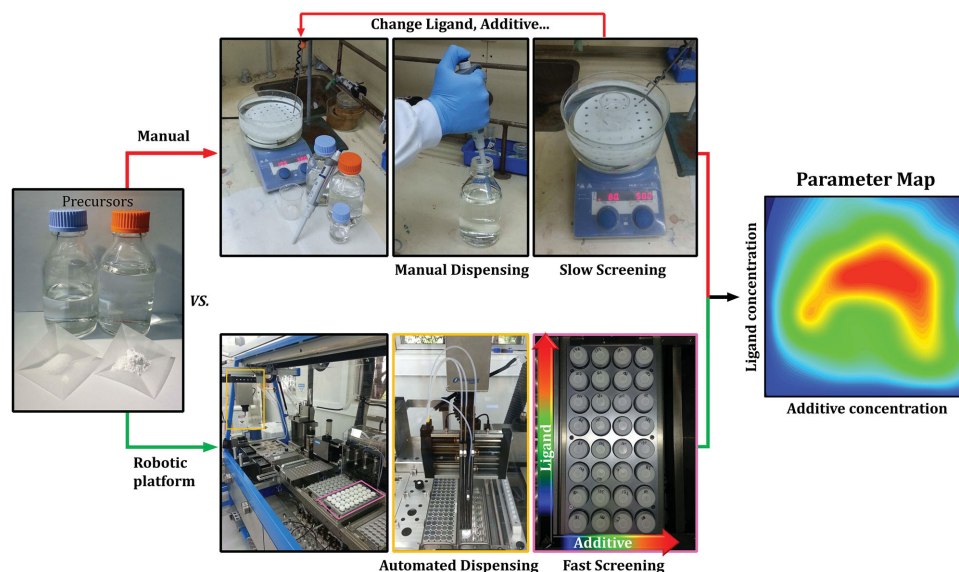 Change Ligand, Additive...
Manual
Precursors
VS.
Manual Dispensing
Slow Screening
Parameter Map
Ligand concentration
Additive concentration
Robotic
platform
Ligand
Additive
Automated Dispensing
Fast Screening